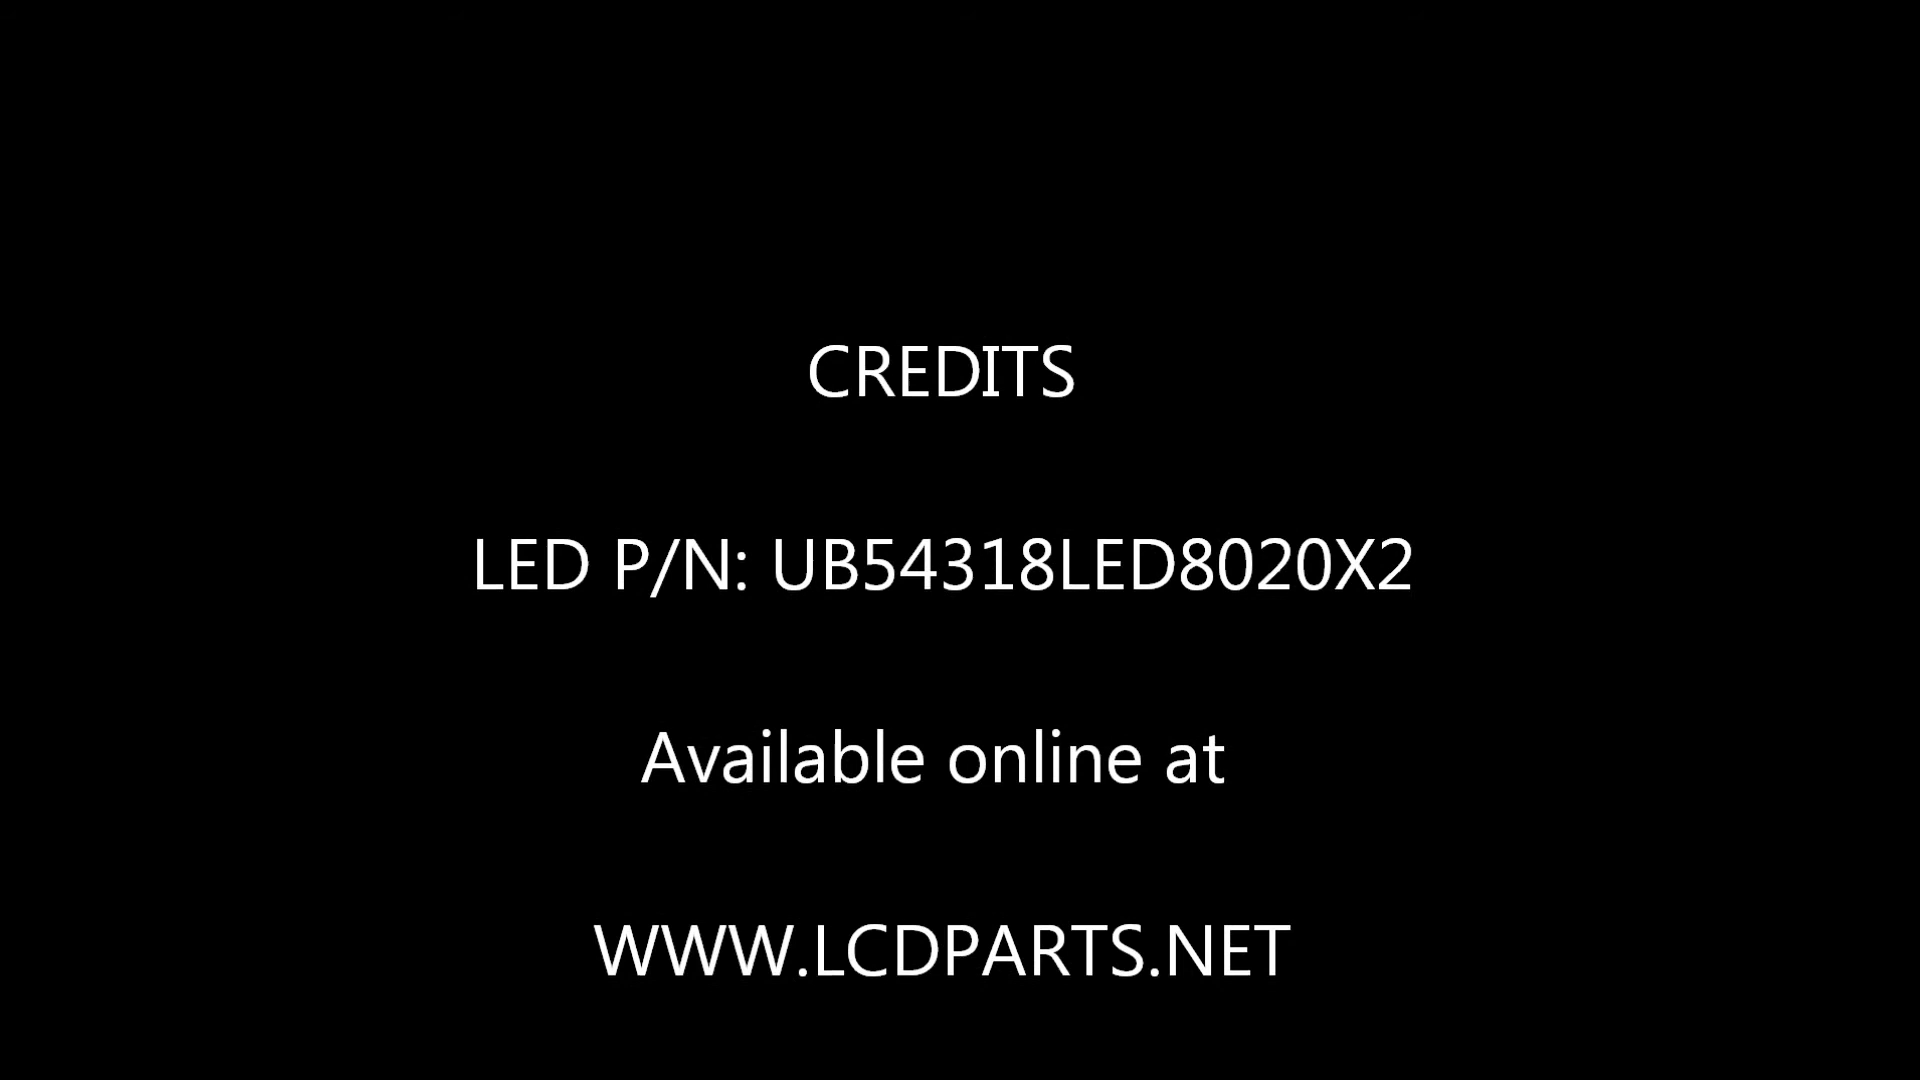 CREDITS
LED P/N: UB54318LED8020X2
Available online at
WWW.LCDPARTS.NET